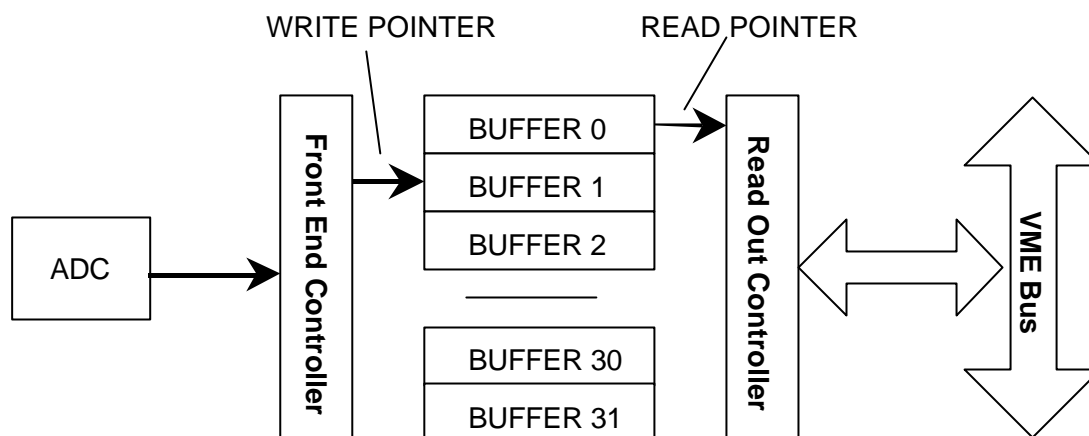 WRITE POINTER
READ POINTER
ADC
Front End Controller
BUFFER 0
BUFFER 1
BUFFER 2
BUFFER 30
BUFFER 31
Read Out Controller
VME Bus